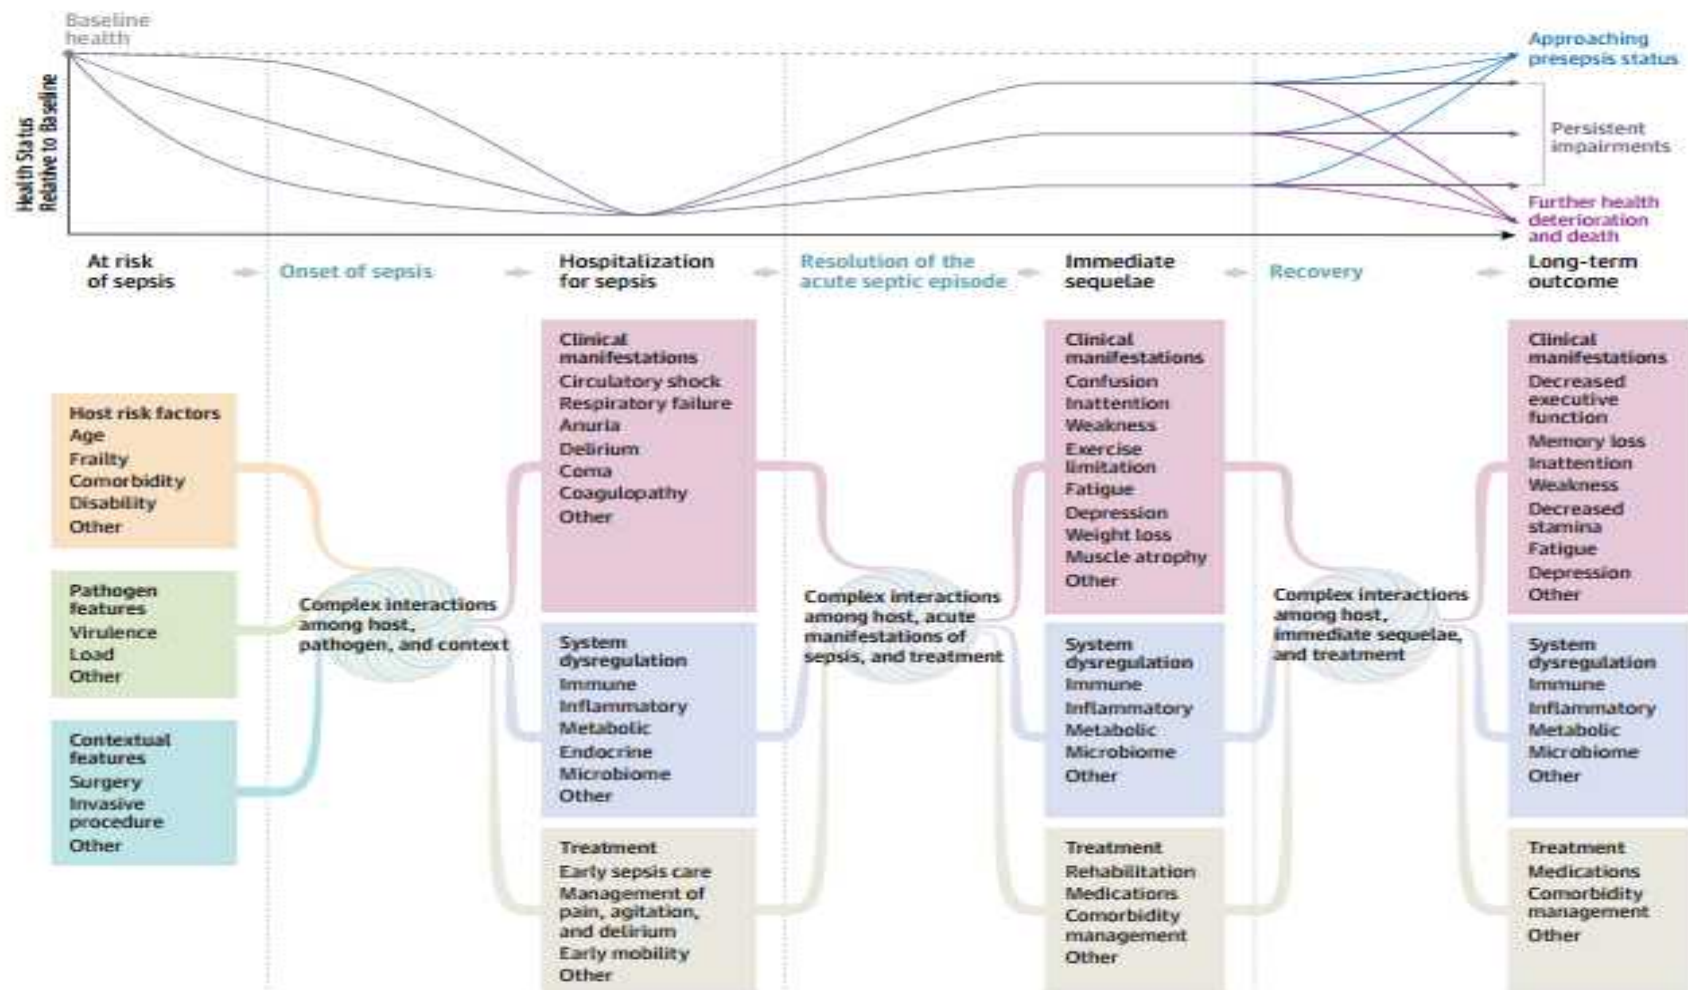 Baseline
health
Health Status
Relative to Baseline
Approaching
presepsis status
Persistent
impairments
Further health
deterioration
and death
At risk
of sepsis
Onset of sepsis
Hospitalization
for sepsis
Resolution of the
acute septic episode
Immediate
sequelae
Recovery
Long-term
outcome
Host risk factors
Age
Frailty
Comorbidity
Disability
Other
Pathogen
features
Virulence
Load
Other
Contextual
features
Surgery
Invasive
procedure
Other
Complex interactions
among host,
pathogen, and context
Clinical
manifestations
Circulatory shock
Respiratory failure
Anuria
Delirium
Coma
Coagulopathy
Other
System
dysregulation
Immune
Inflammatory
Metabolic
Endocrine
Microbiome
Other
Treatment
Early sepsis care
Management of
pain, agitation,
and delirium
Early mobility
Other
Complex interactions
among host, acute
manifestations of
sepsis, and treatment
Clinical
manifestations
Confusion
Inattention
Weakness
Exercise
limitation
Fatigue
Depression
Weight loss
Muscle atrophy
Other
System
dysregulation
Immune
Inflammatory
Metabolic
Microbiome
Other
Treatment
Rehabilitation
Medications
Comorbidity
management
Other
Complex interactions
among host,
immediate sequelae,
and treatment
Clinical
manifestations
Decreased
executive
function
Memory loss
Inattention
Weakness
Decreased
stamina
Fatigue
Depression
Other
System
dysregulation
Immune
Inflammatory
Metabolic
Microbiome
Other
Treatment
Medications
Comorbidity
management
Other